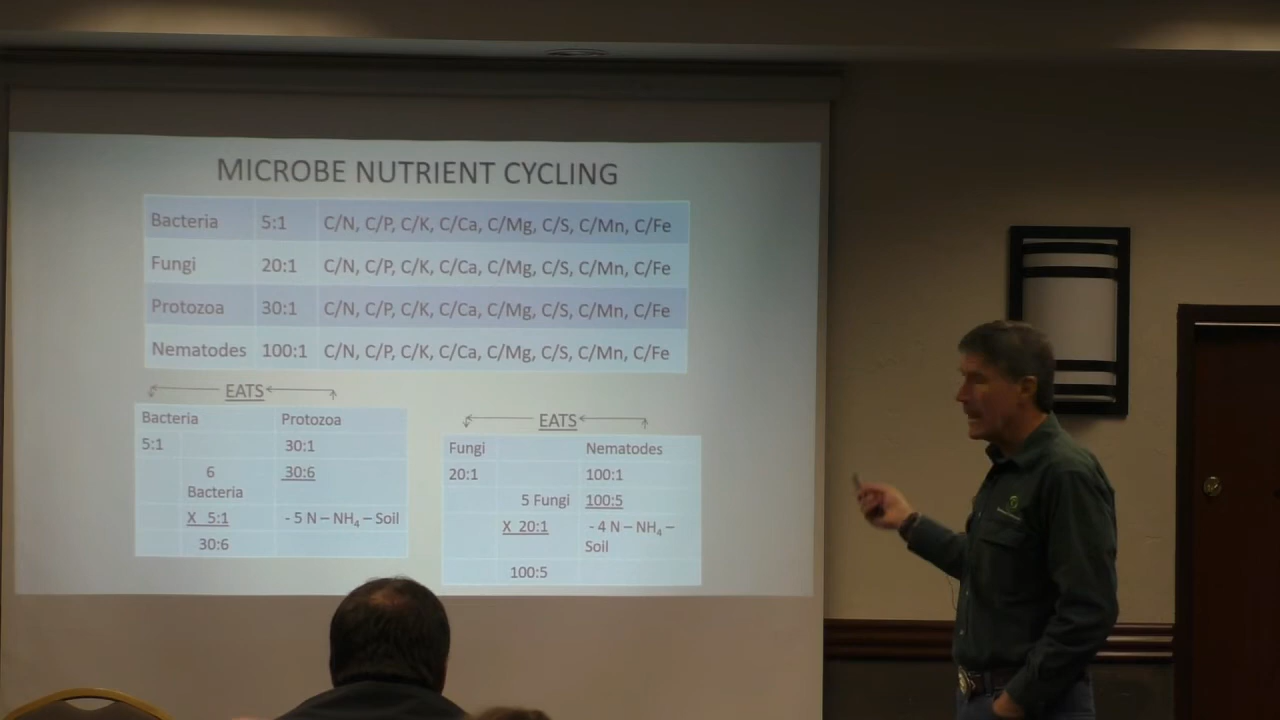 MICROBE NUTRIENT CYCLING
Bacteria 5:1 C/N, C/P, C/K, C/Ca, C/Mg, C/S, C/Mn, C/Fe
Fungi 20:1 C/N, C/P, C/K, C/Ca, C/Mg, C/S, C/Mn, C/Fe
Protozoa 30:1 C/N, C/P, C/K, C/Ca, C/Mg, C/S, C/Mn, C/Fe
Nematodes 100:1 C/N, C/P, C/K, C/Ca, C/Mg, C/S, C/Mn, C/Fe
EATS
Bacteria Protozoa
5:1 30:1
6 30:6
Bacteria
X 5:1 - 5 N – NH₄ – Soil
30:6
EATS
Fungi Nematodes
20:1 100:1
5 Fungi 100:5
X 20:1 - 4 N – NH₄ –
Soil
100:5